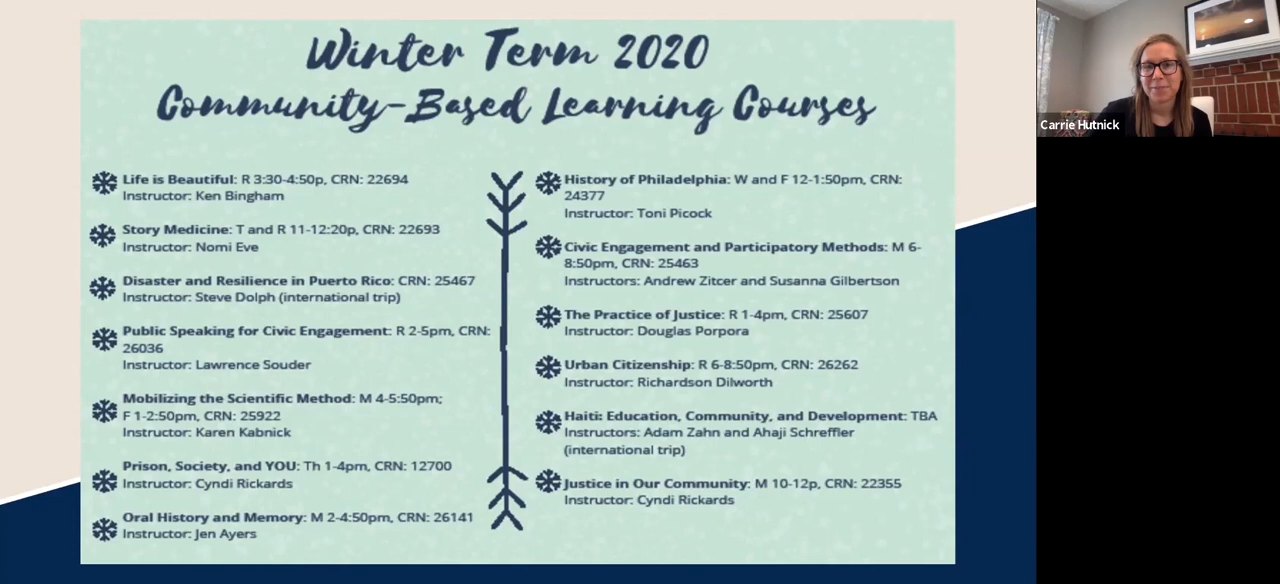 Winter Term 2020
Community-Based Learning Courses
Life is Beautiful: R 3:30-4:50p, CRN: 22694
Instructor: Ken Bingham
Story Medicine: T and R 11-12:20p, CRN: 22693
Instructor: Nomi Eve
Disaster and Resilience in Puerto Rico: CRN: 25467
Instructor: Steve Dolph (international trip)
Public Speaking for Civic Engagement: R 2-5pm, CRN:
26036
Instructor: Lawrence Souder
Mobilizing the Scientific Method: M 4-5:50pm;
F 1-2:50pm, CRN: 25922
Instructor: Karen Kabnick
Prison, Society, and YOU: Th 1-4pm, CRN: 12700
Instructor: Cyndi Rickards
Oral History and Memory: M 2-4:50pm, CRN: 26141
Instructor: Jen Ayers
History of Philadelphia: W and F 12-1:50pm, CRN:
24377
Instructor: Toni Picock
Civic Engagement and Participatory Methods: M 6-
8:50pm, CRN: 25463
Instructors: Andrew Zitcer and Susanna Gilbertson
The Practice of Justice: R 1-4pm, CRN: 25607
Instructor: Douglas Porpora
Urban Citizenship: R 6-8:50pm, CRN: 26262
Instructor: Richardson Dilworth
Haiti: Education, Community, and Development: TBA
Instructors: Adam Zahn and Ahaji Schreffler
(international trip)
Justice in Our Community: M 10-12p, CRN: 22355
Instructor: Cyndi Rickards
Carrie Hutnick